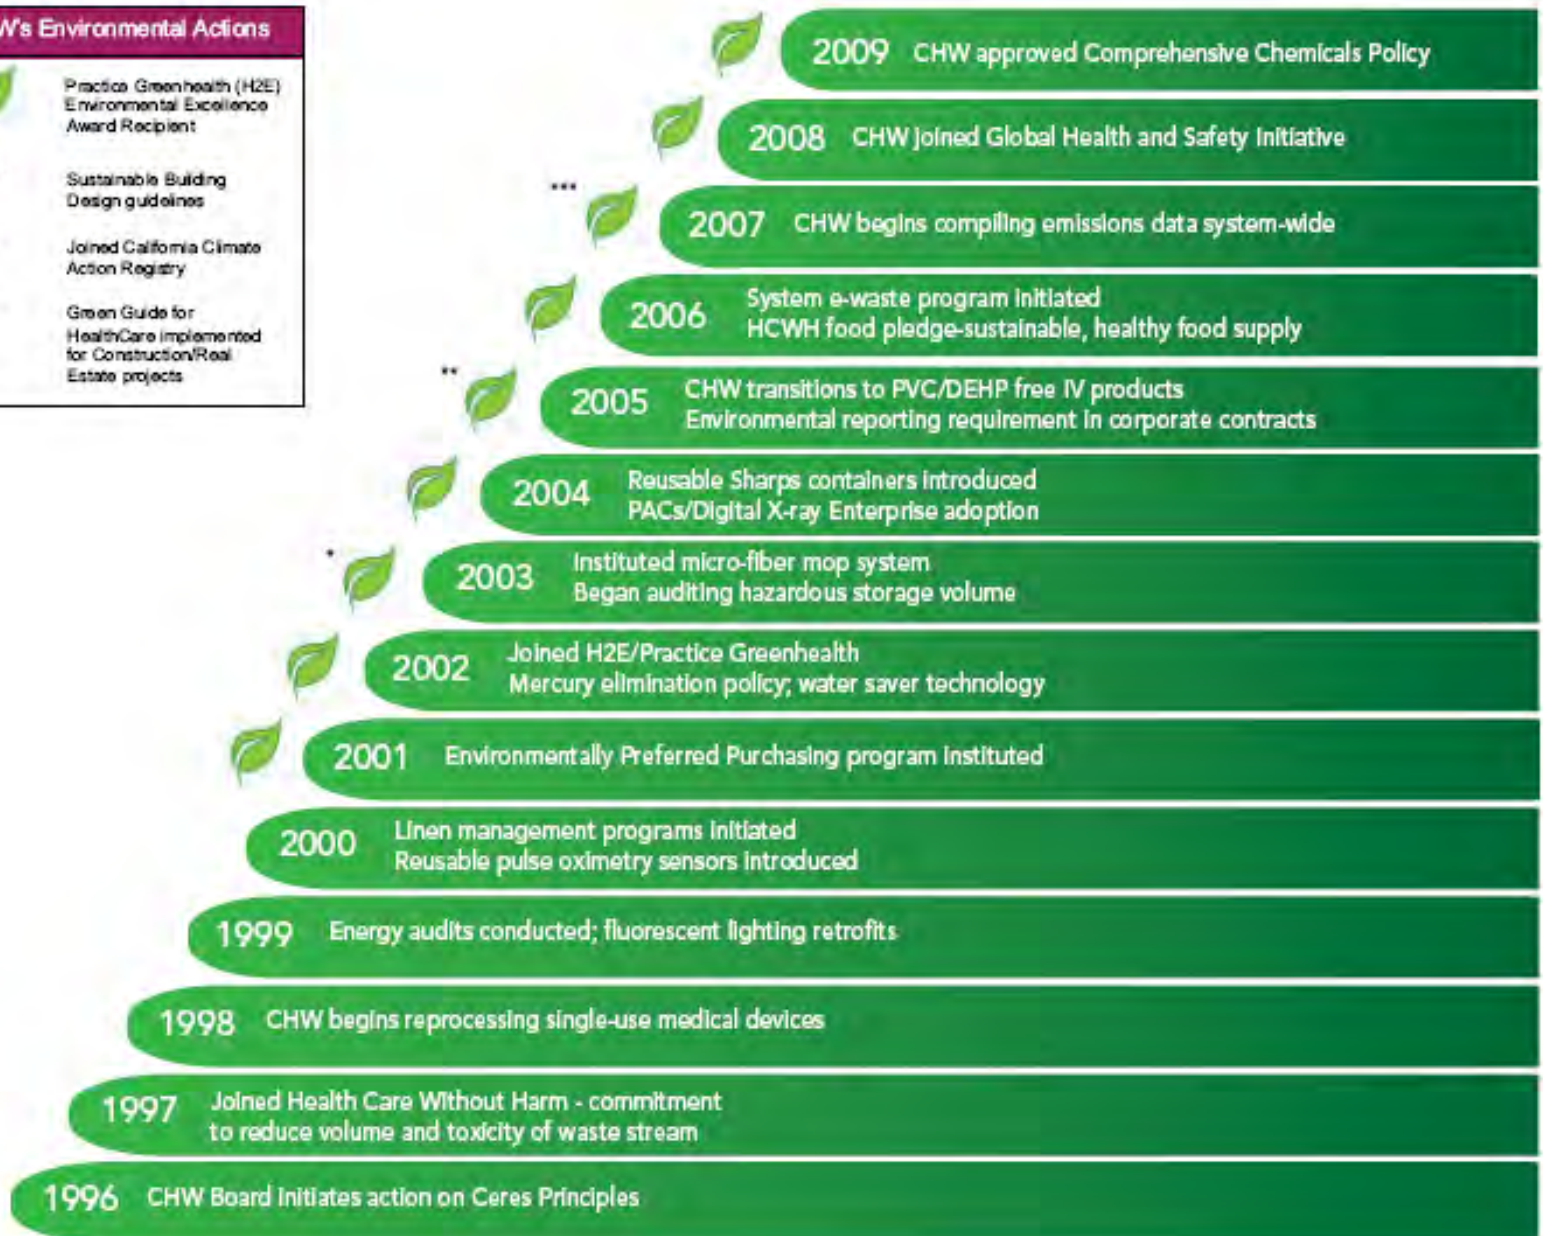 W's Environmental Actions
Practice Greenhealth (H2E)
Environmental Excellence
Award Recipient
Sustainable Building
Design guidelines
Joined California Climate
Action Registry
Green Guide for
HealthCare implemented
for Construction/Real
Estate projects
2009 CHW approved Comprehensive Chemicals Policy
2008 CHW joined Global Health and Safety Initiative
***
2007 CHW begins compiling emissions data system-wide
2006 System e-waste program initiated
HCWH food pledge-sustainable, healthy food supply
**
2005 CHW transitions to PVC/DEHP free IV products
Environmental reporting requirement in corporate contracts
2004 Reusable Sharps containers introduced
PACs/Digital X-ray Enterprise adoption
*
2003 Instituted micro-fiber mop system
Began auditing hazardous storage volume
2002 Joined H2E/Practice Greenhealth
Mercury elimination policy; water saver technology
2001 Environmentally Preferred Purchasing program instituted
2000 Linen management programs initiated
Reusable pulse oximetry sensors introduced
1999 Energy audits conducted; fluorescent lighting retrofits
1998 CHW begins reprocessing single-use medical devices
1997 Joined Health Care Without Harm - commitment
to reduce volume and toxicity of waste stream
1996 CHW Board initiates action on Ceres Principles